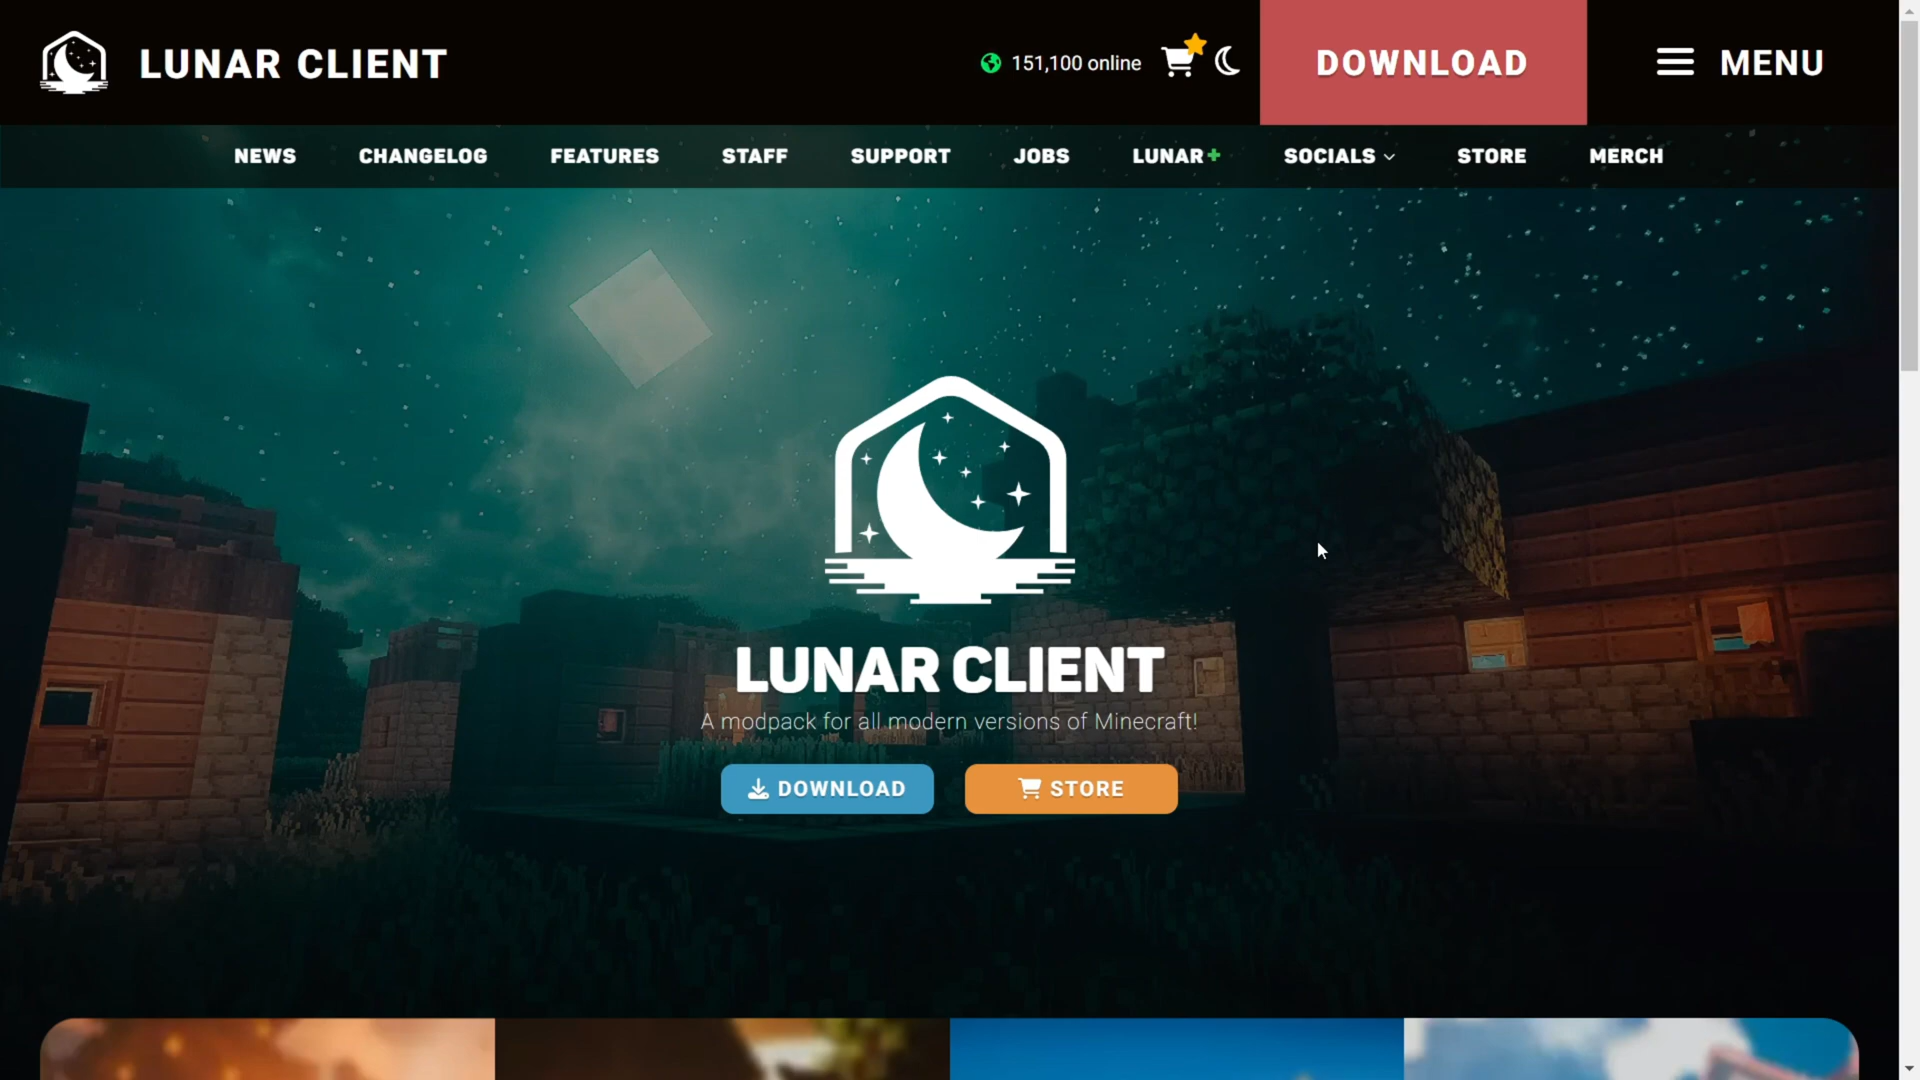 LUNAR CLIENT
151,100 online
DOWNLOAD
MENU
NEWS CHANGELOG FEATURES STAFF SUPPORT JOBS LUNAR+ SOCIALS STORE MERCH
LUNAR CLIENT
A modpack for all modern versions of Minecraft!
DOWNLOAD STORE